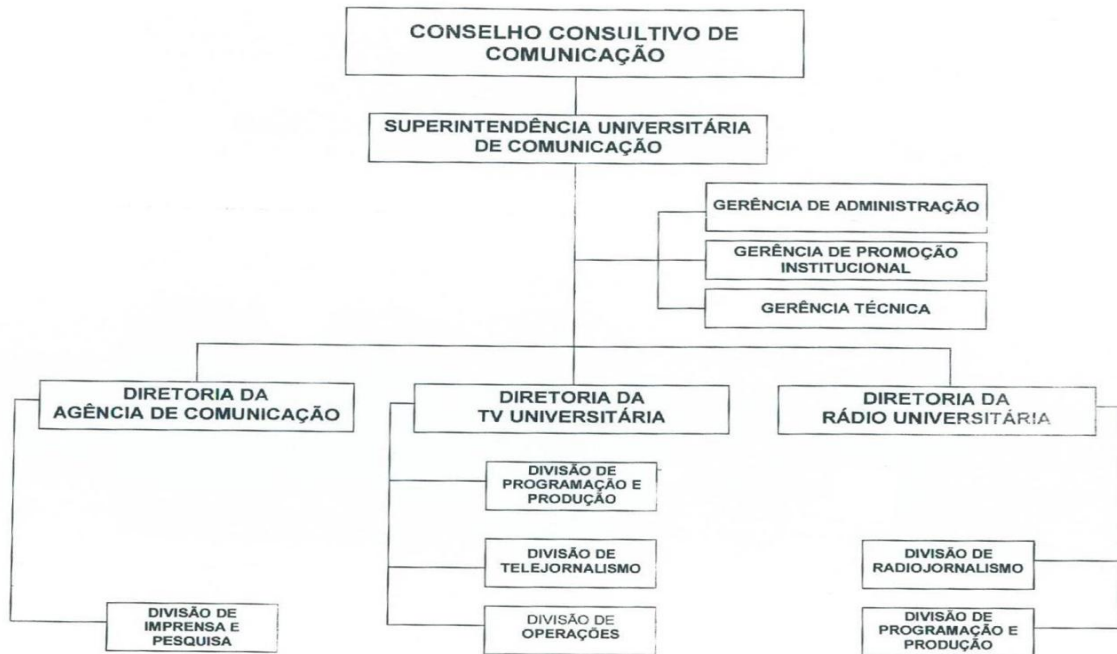 CONSELHO CONSULTIVO DE
COMUNICAÇÃO
SUPERINTENDÊNCIA UNIVERSITÁRIA
DE COMUNICAÇÃO
GERÊNCIA DE ADMINISTRAÇÃO
GERÊNCIA DE PROMOÇÃO
INSTITUCIONAL
GERÊNCIA TÉCNICA
DIRETORIA DA
AGÊNCIA DE COMUNICAÇÃO
DIRETORIA DA
TV UNIVERSITÁRIA
DIRETORIA DA
RÁDIO UNIVERSITÁRIA
DIVISÃO DE
IMPRENSA E
PESQUISA
DIVISÃO DE
PROGRAMAÇÃO E
PRODUÇÃO
DIVISÃO DE
TELEJORNALISMO
DIVISÃO DE
OPERAÇÕES
DIVISÃO DE
RADIOJORNALISMO
DIVISÃO DE
PROGRAMAÇÃO E
PRODUÇÃO